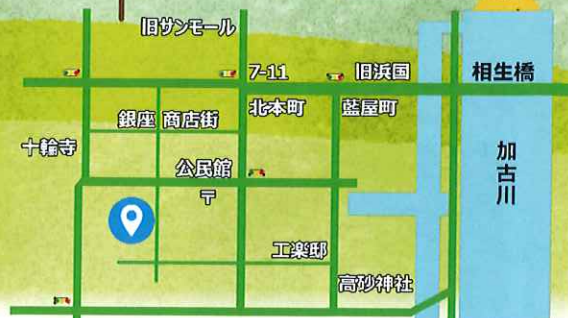 旧サンモール
7-11
旧浜国
相生橋
北本町
藍屋町
銀座 商店街
十輪寺
公民館
〒
加古川
工楽邸
高砂神社